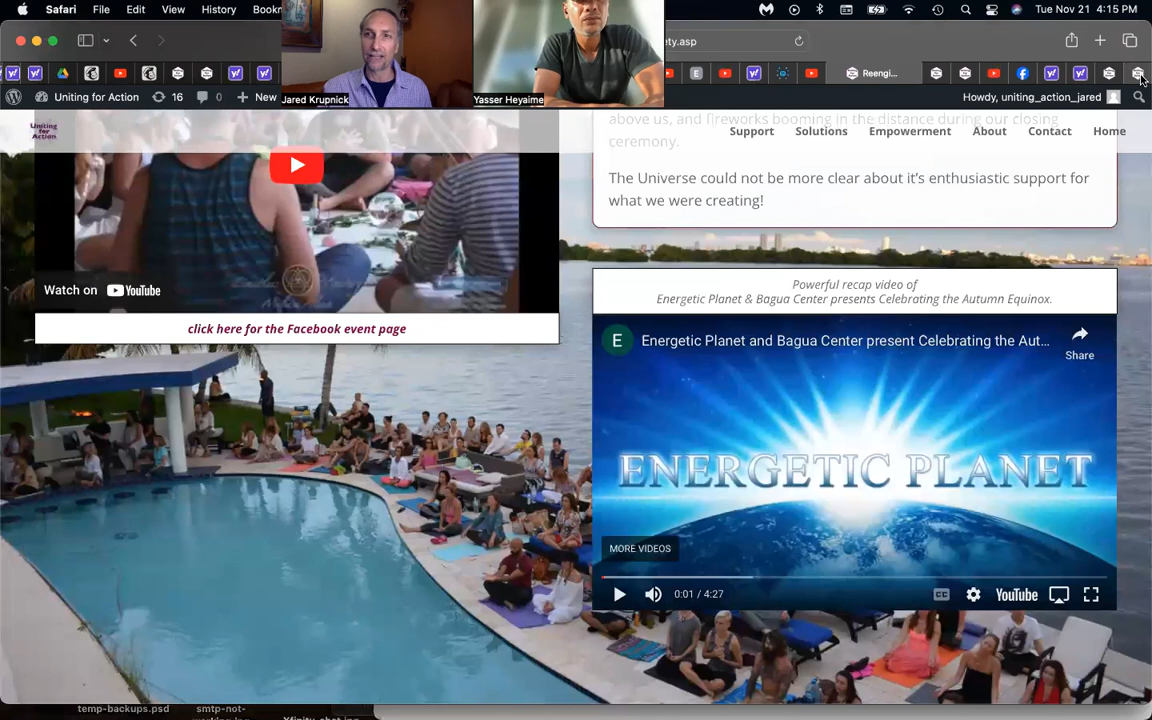 Safari File Edit View History Bookn
Tue Nov 21 4:15 PM
ety.asp
Reengi...
Uniting for Action 16 0 + New
Howdy, uniting_action_jared
Jared Krupnick
Yasser Heyaime
Uniting
for
Action
Support Solutions Empowerment About Contact Home
above us, and fireworks booming in the distance during our closing
ceremony.
The Universe could not be more clear about it's enthusiastic support for
what we were creating!
Watch on YouTube
click here for the Facebook event page
Powerful recap video of
Energetic Planet & Bagua Center presents Celebrating the Autumn Equinox.
E Energetic Planet and Bagua Center present Celebrating the Aut...
Share
ENERGETIC PLANET
MORE VIDEOS
0:01 / 4:27
CC
YouTube
temp-backups.psd
smtp-not-